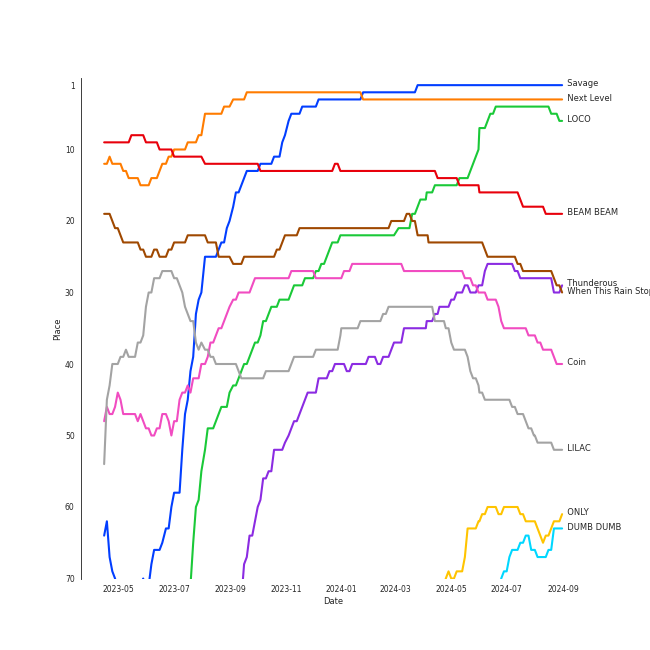 1
10
20
30
40
50
60
70
Place
2023-05
2023-07
2023-09
2023-11
2024-01
2024-03
2024-05
2024-07
2024-09
Date
Savage
Next Level
LOCO
BEAM BEAM
Thunderous
When This Rain Stop
Coin
LILAC
ONLY
DUMB DUMB